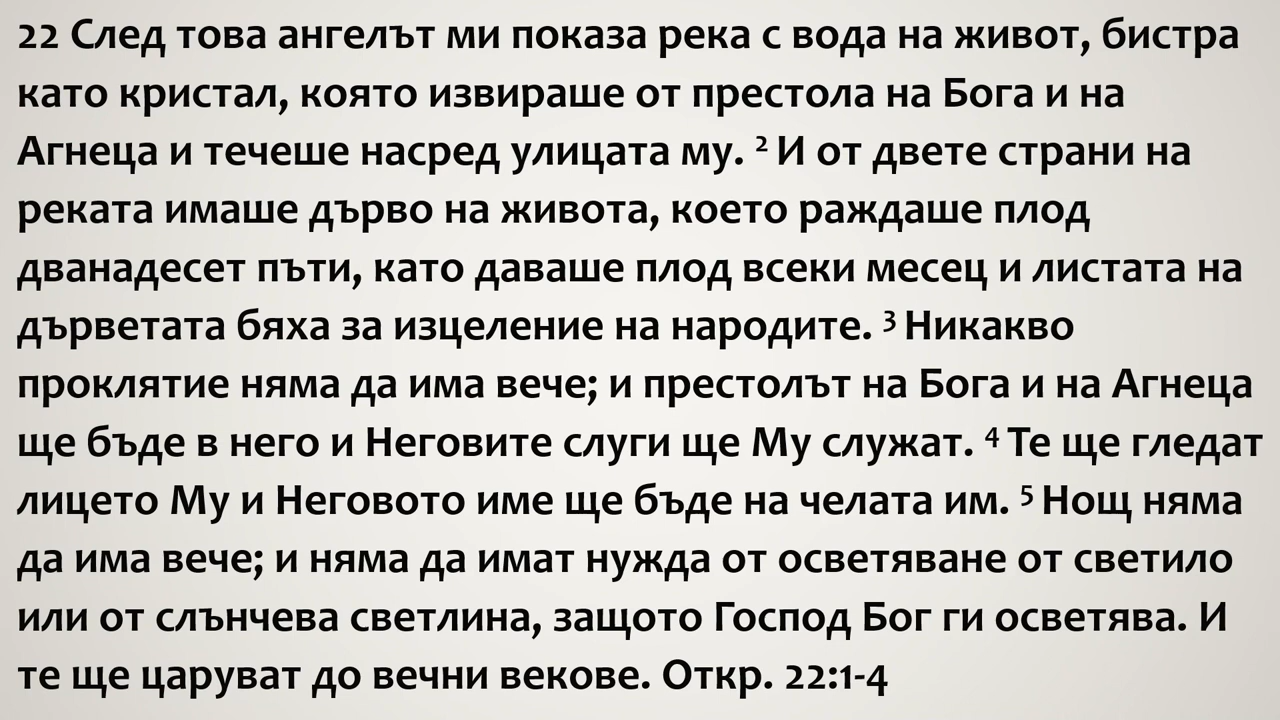 22 След това ангелът ми показа река с вода на живот, бистра
като кристал, която извираше от престола на Бога и на
Агнеца и течеше насред улицата му. ² И от двете страни на
реката имаше дърво на живота, което раждаше плод
дванадесет пъти, като даваше плод всеки месец и листата на
дърветата бяха за изцеление на народите. ³ Никакво
проклятие няма да има вече; и престолът на Бога и на Агнеца
ще бъде в него и Неговите слуги ще Му служат. ⁴ Те ще гледат
лицето Му и Неговото име ще бъде на челата им. ⁵ Нощ няма
да има вече; и няма да имат нужда от осветяване от светило
или от слънчева светлина, защото Господ Бог ги осветява. И
те ще царуват до вечни векове. Откр. 22:1-4